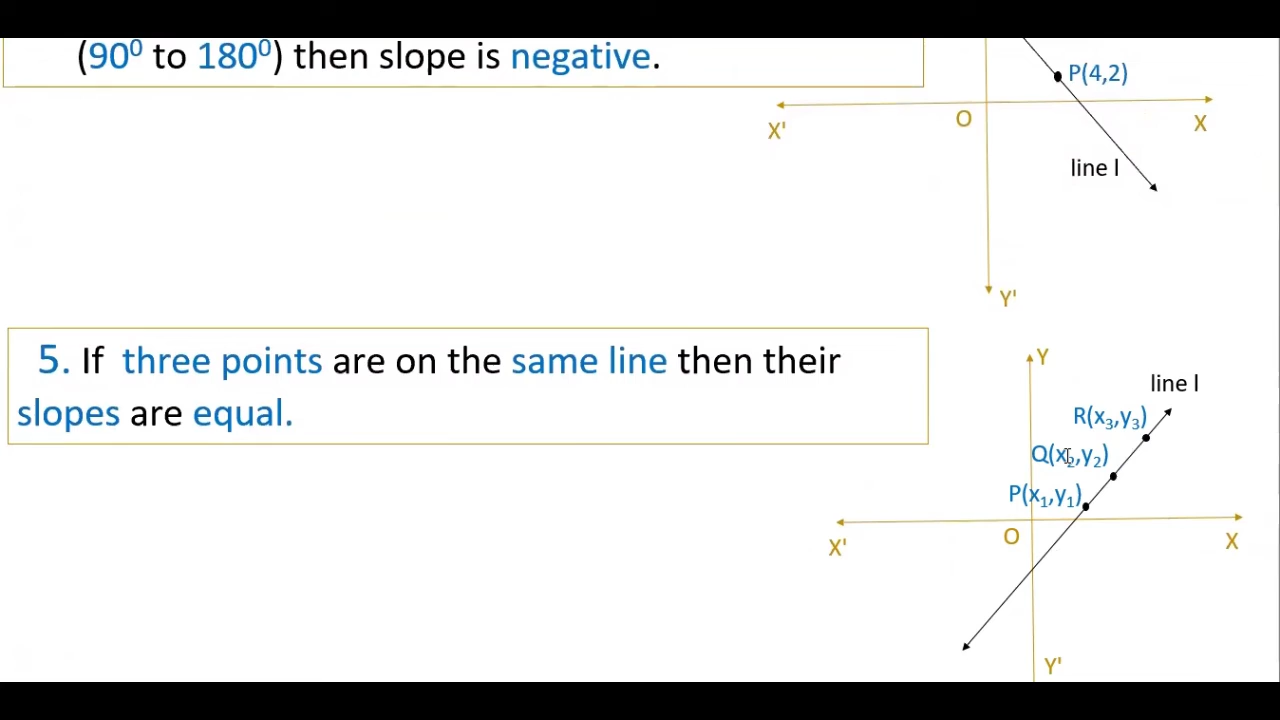 (90⁰ to 180⁰) then slope is negative.
P(4,2)
O
X'
X
line l
Y'
5. If three points are on the same line then their
slopes are equal.
Y
line l
R(x₃,y₃)
Q(x₂,y₂)
P(x₁,y₁)
O
X'
X
Y'